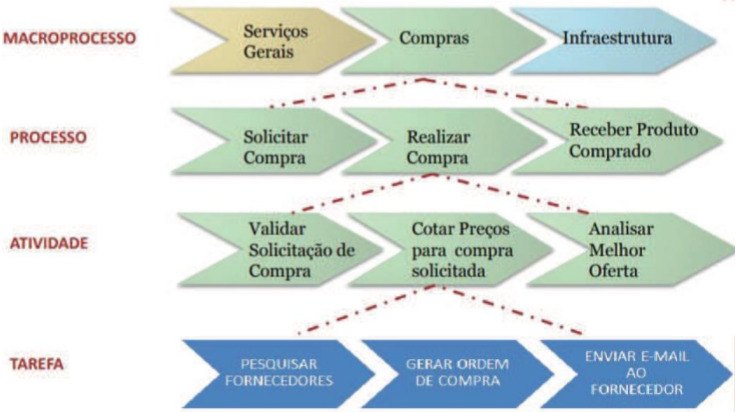 MACROPROCESSO
Serviços
Gerais
Compras
Infraestrutura
PROCESSO
Solicitar
Compra
Realizar
Compra
Receber Produto
Comprado
ATIVIDADE
Validar
Solicitação de
Compra
Cotar Preços
para compra
solicitada
Analisar
Melhor
Oferta
TAREFA
PESQUISAR
FORNECEDORES
GERAR ORDEM
DE COMPRA
ENVIAR E-MAIL
AO
FORNECEDOR